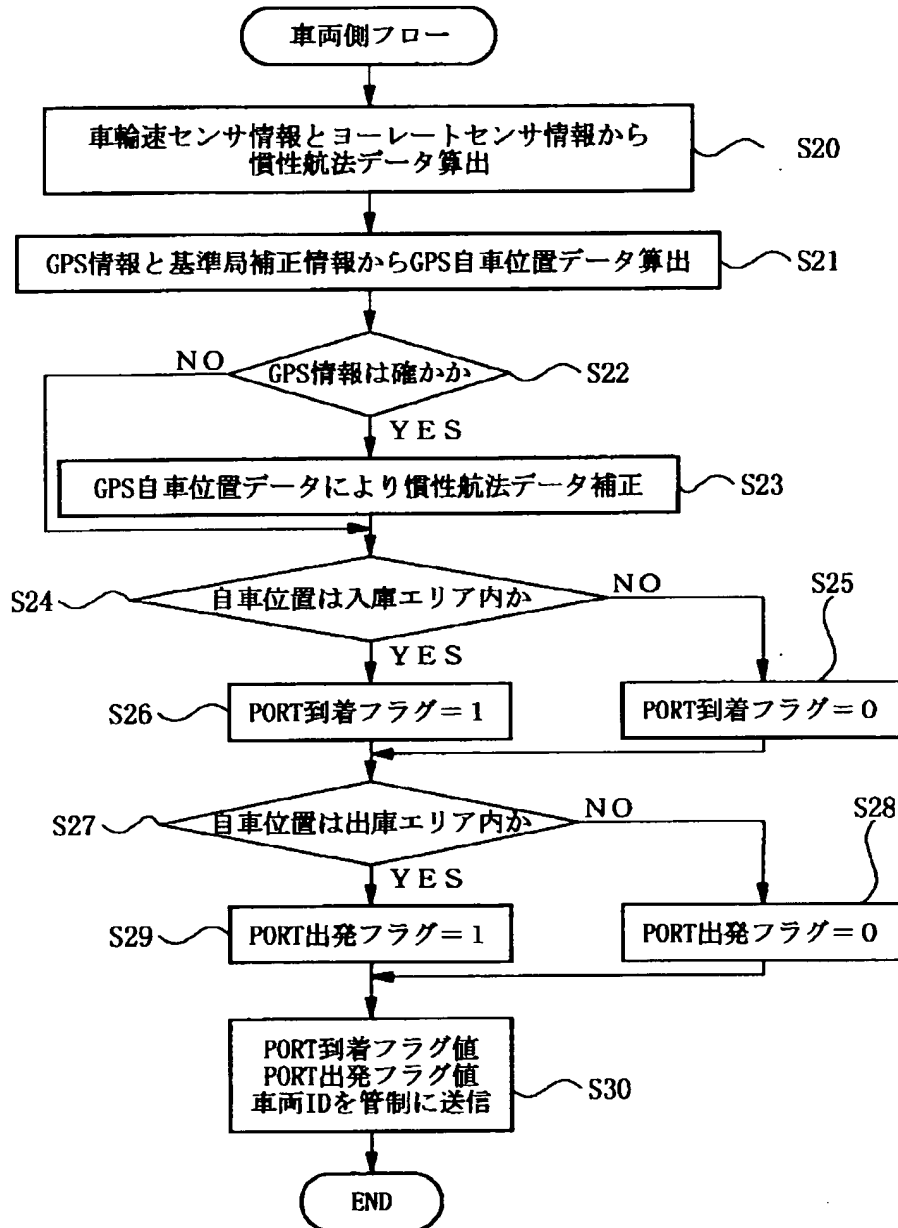 車両側フロー
車輪速センサ情報とヨーレートセンサ情報から
慣性航法データ算出
S20
GPS情報と基準局補正情報からGPS自車位置データ算出
S21
NO
GPS情報は確かか
S22
YES
GPS自車位置データにより慣性航法データ補正
S23
S24
自車位置は入庫エリア内か
NO
S25
YES
S26
PORT到着フラグ=1
PORT到着フラグ=0
S27
自車位置は出庫エリア内か
NO
S28
YES
S29
PORT出発フラグ=1
PORT出発フラグ=0
PORT到着フラグ値
PORT出発フラグ値
車両IDを管制に送信
S30
END